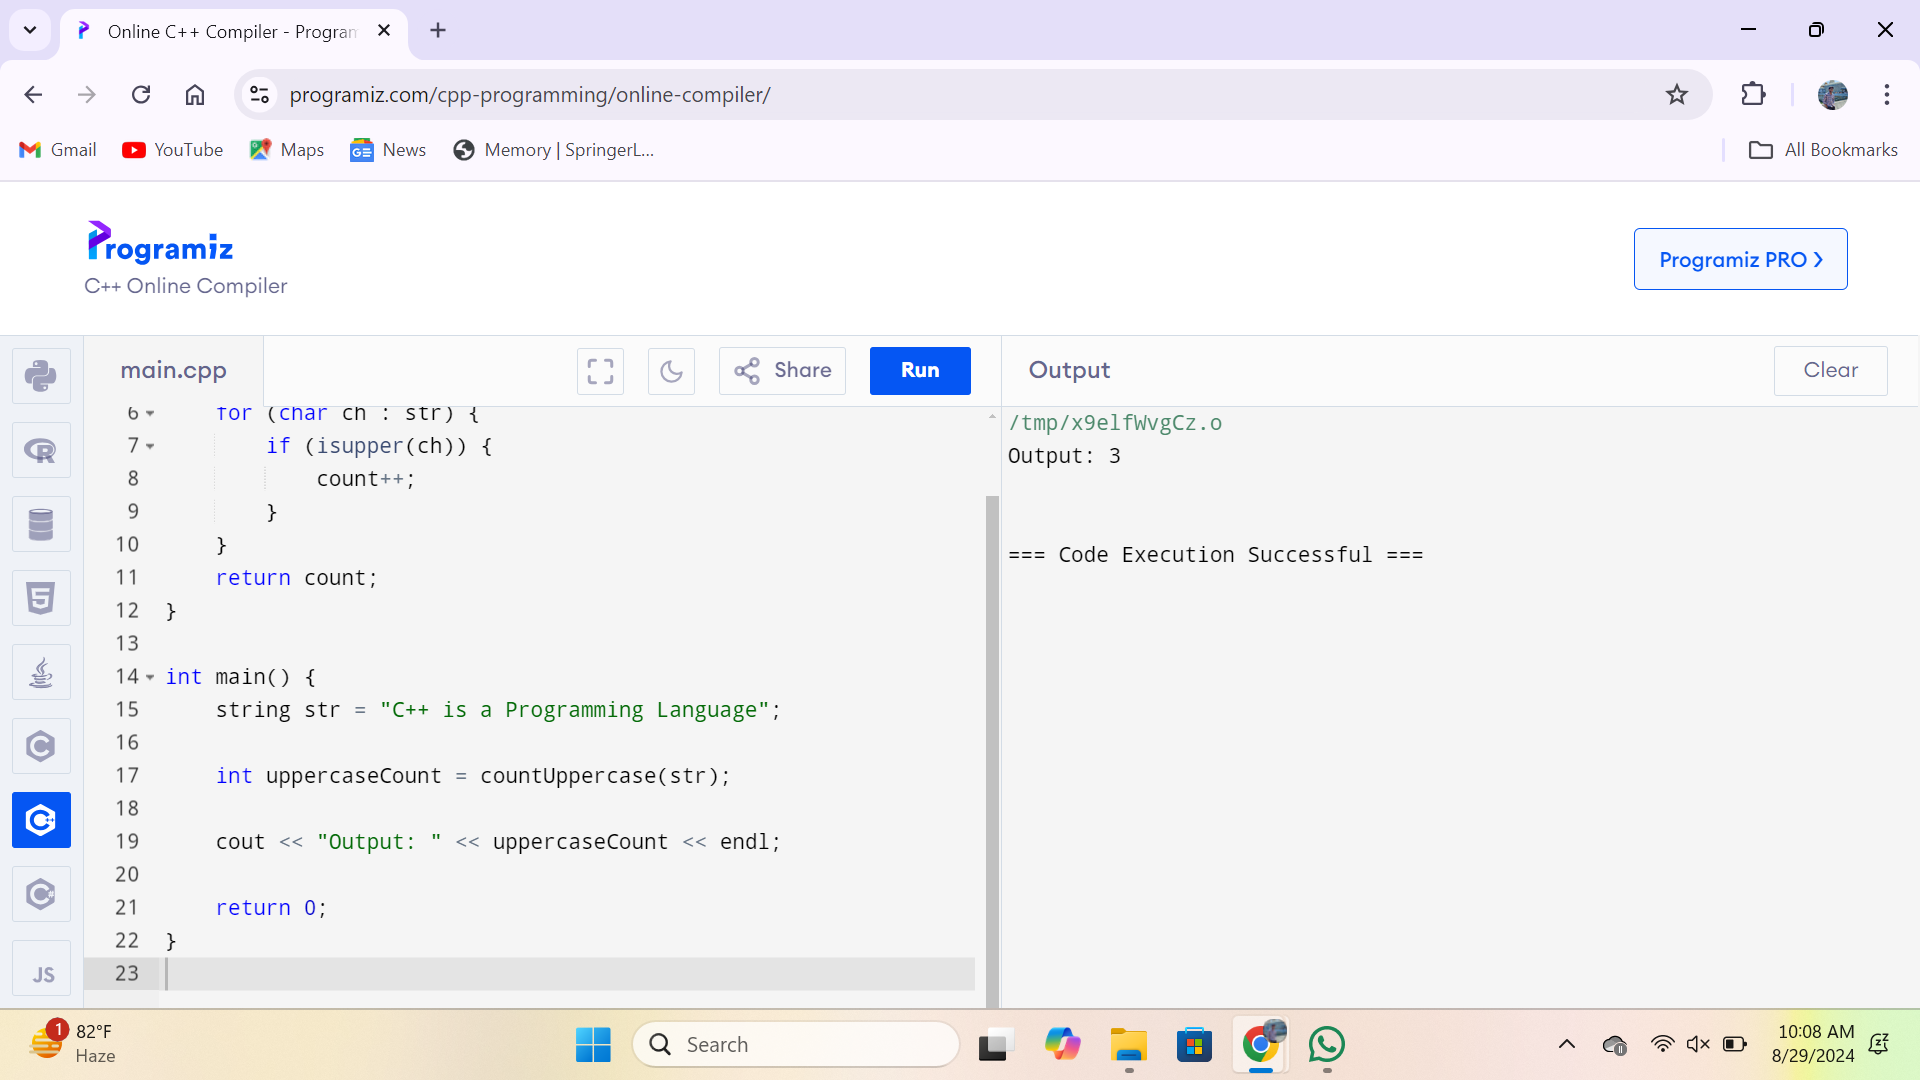 Online C++ Compiler - Program
programiz.com/cpp-programming/online-compiler/
Gmail
YouTube
Maps
News
Memory | SpringerL...
All Bookmarks
Programiz
C++ Online Compiler
Programiz PRO ›
main.cpp
Share
Run
Output
Clear
6 for (char ch : str) {
7 if (isupper(ch)) {
8 count++;
9 }
10 }
11 return count;
12 }
13
14 int main() {
15 string str = "C++ is a Programming Language";
16
17 int uppercaseCount = countUppercase(str);
18
19 cout << "Output: " << uppercaseCount << endl;
20
21 return 0;
22 }
23
/tmp/x9elfWvgCz.o
Output: 3
=== Code Execution Successful ===
JS
1
82°F
Haze
Search
10:08 AM
8/29/2024